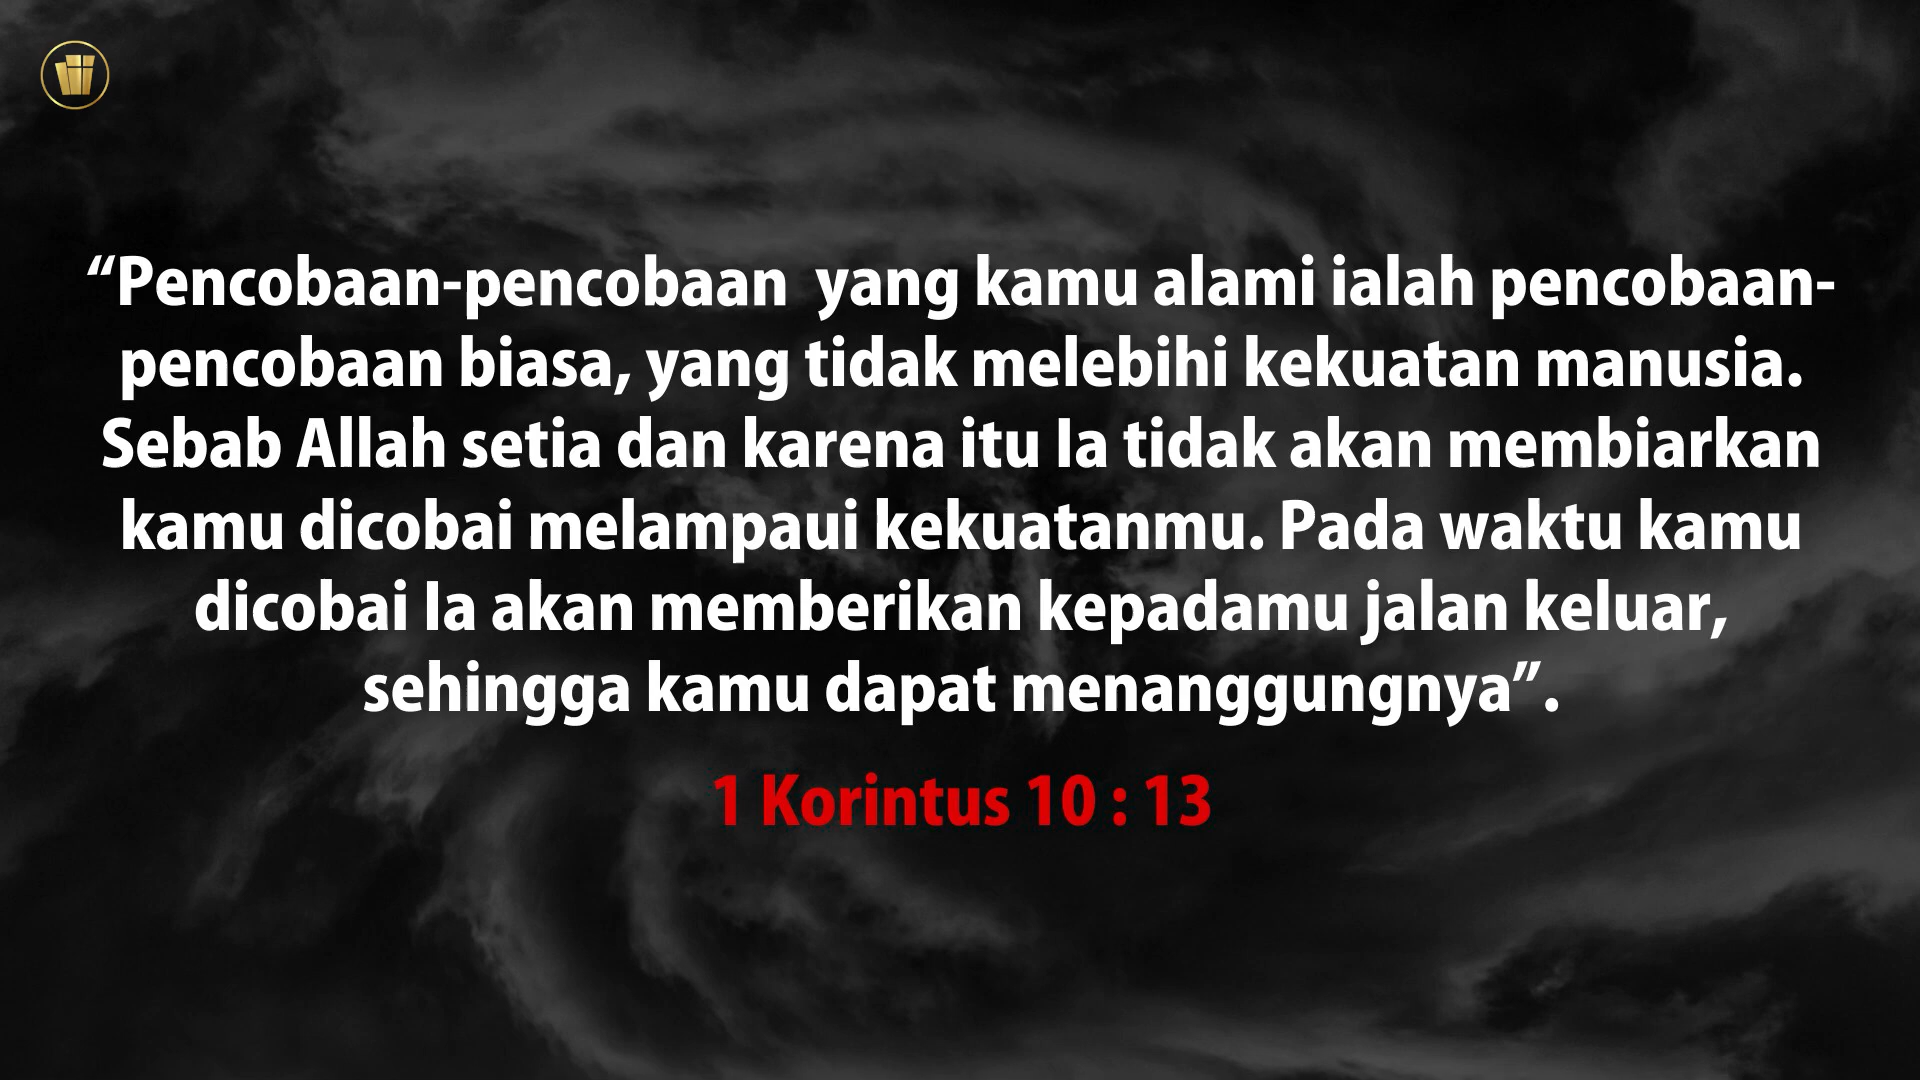 “Pencobaan-pencobaan  yang kamu alami ialah pencobaan-
pencobaan biasa, yang tidak melebihi kekuatan manusia.
Sebab Allah setia dan karena itu Ia tidak akan membiarkan
kamu dicobai melampaui kekuatanmu. Pada waktu kamu
dicobai Ia akan memberikan kepadamu jalan keluar,
sehingga kamu dapat menanggungnya”.
1 Korintus 10 : 13